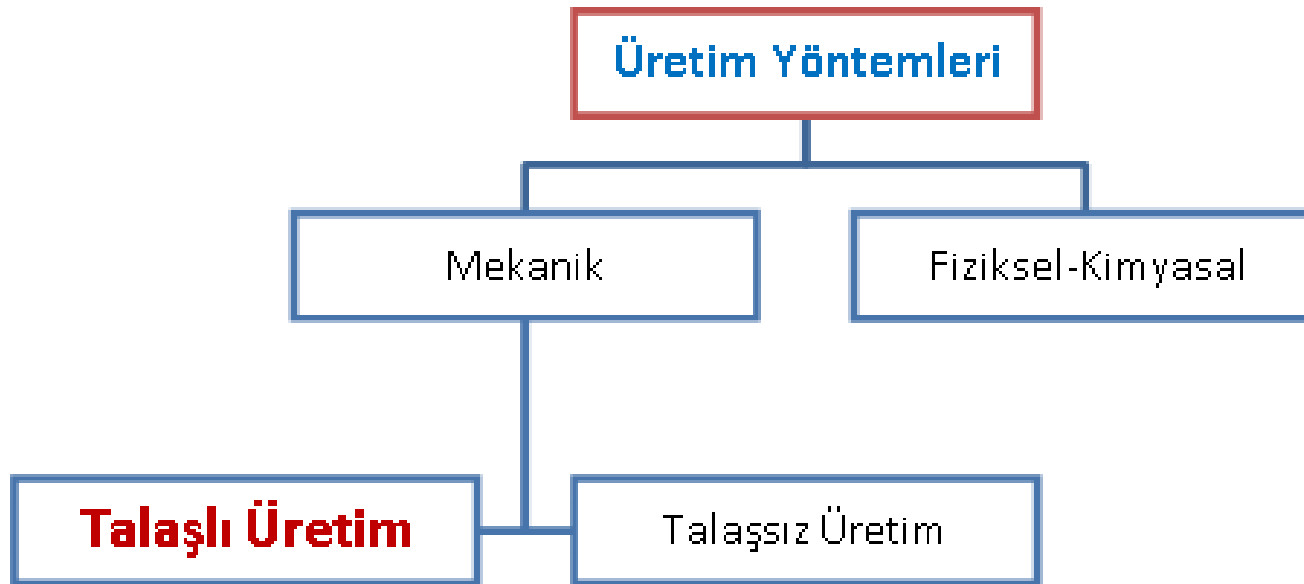 Üretim Yöntemleri
Mekanik
Fiziksel-Kimyasal
Talaşlı Üretim
Talaşsız Üretim